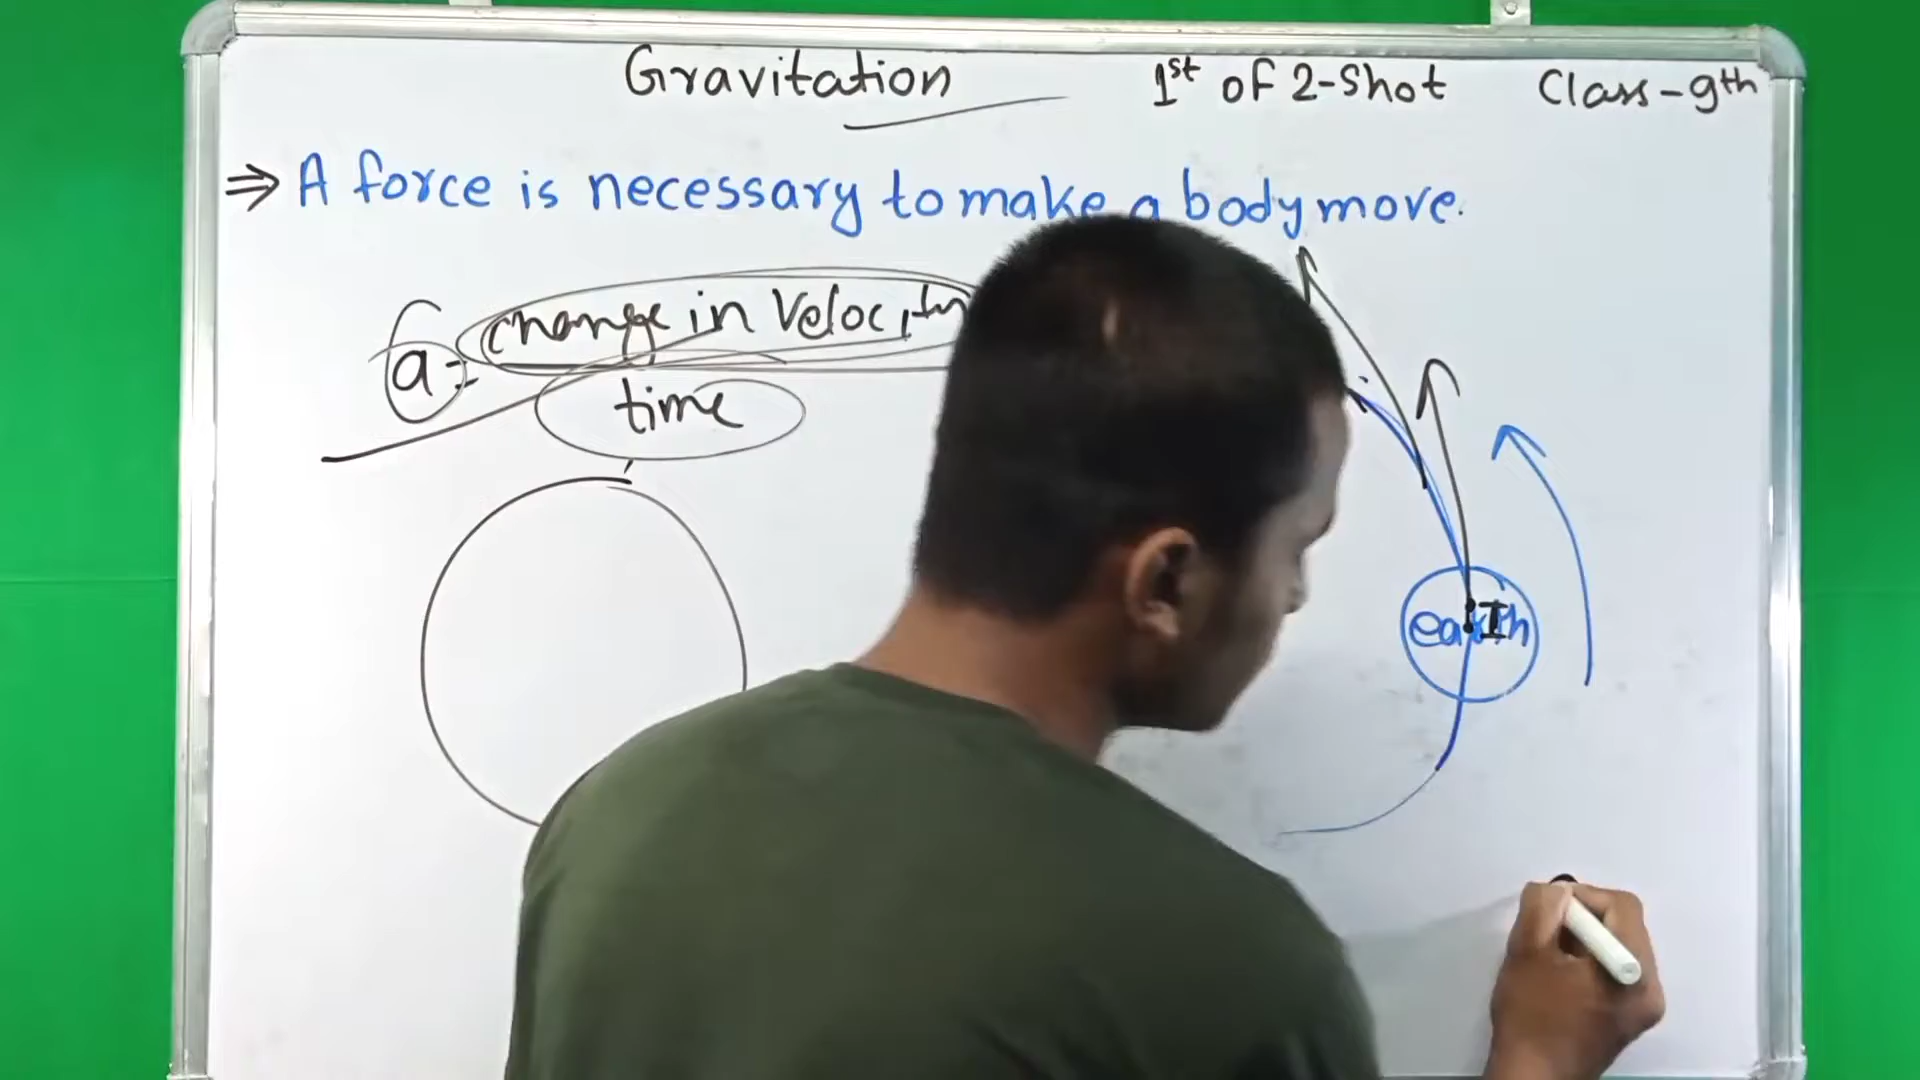 Gravitation 1st of 2-Shot Class-9th
⇒ A force is necessary to make a body move.
a = change in Velocity
time
earth